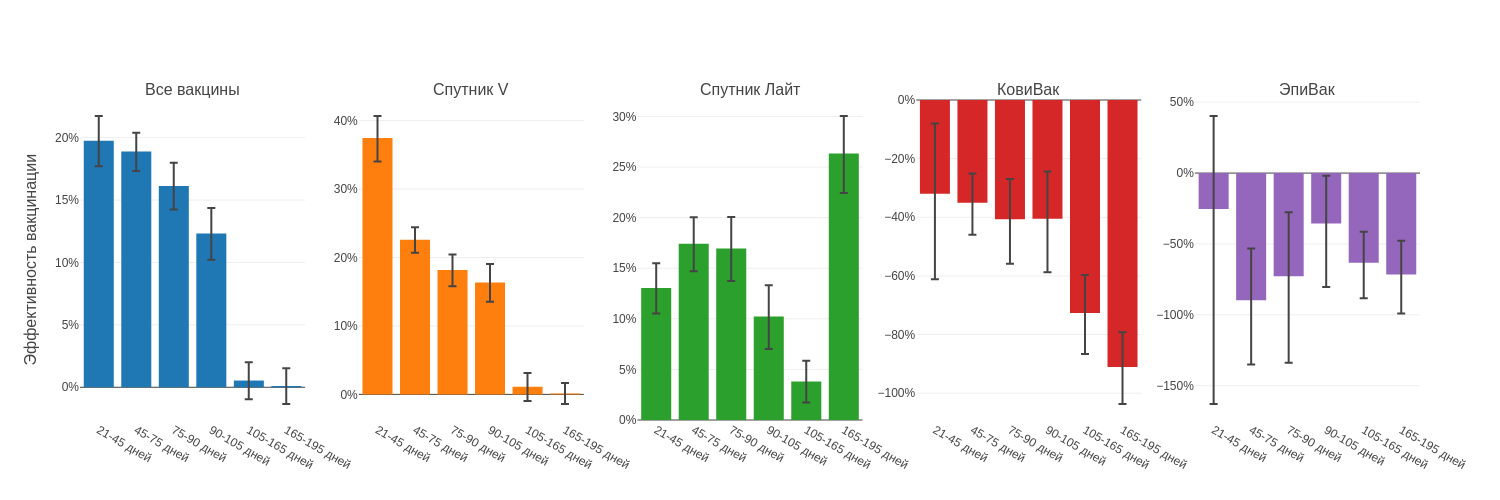 Эффективность вакцинации
Все вакцины
20%
15%
10%
5%
0%
21-45 дней
45-75 дней
75-90 дней
90-105 дней
105-165 дней
165-195 дней
Спутник V
40%
30%
20%
10%
0%
21-45 дней
45-75 дней
75-90 дней
90-105 дней
105-165 дней
165-195 дней
Спутник Лайт
30%
25%
20%
15%
10%
5%
0%
21-45 дней
45-75 дней
75-90 дней
90-105 дней
105-165 дней
165-195 дней
КовиВак
0%
−20%
−40%
−60%
−80%
−100%
21-45 дней
45-75 дней
75-90 дней
90-105 дней
105-165 дней
165-195 дней
ЭпиВак
50%
0%
−50%
−100%
−150%
21-45 дней
45-75 дней
75-90 дней
90-105 дней
105-165 дней
165-195 дней